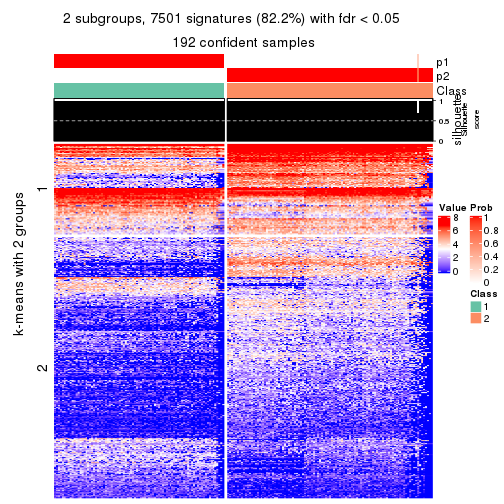 2 subgroups, 7501 signatures (82.2%) with fdr < 0.05
192 confident samples
p1
p2
Class
1
0.5
0
silhouette
Silhouette
score
k-means with 2 groups
1
2
Value
8
6
4
2
0
Prob
1
0.8
0.6
0.4
0.2
0
Class
1
2